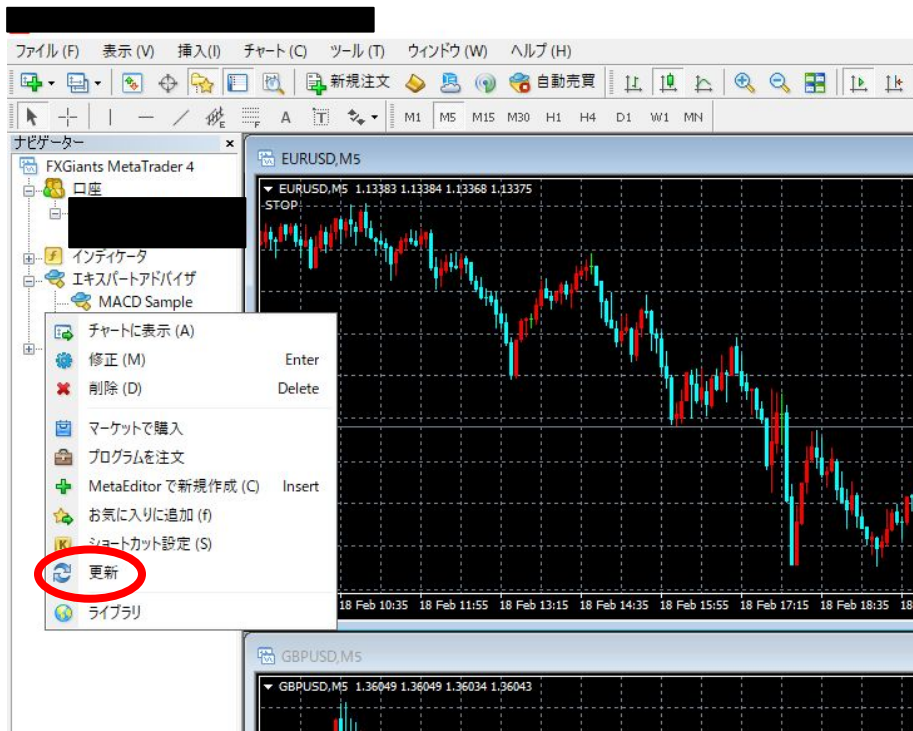 ファイル (F) 表示 (V) 挿入(I) チャート (C) ツール (T) ウィンドウ (W) ヘルプ (H)
新規注文 自動売買
E F A T M1 M5 M15 M30 H1 H4 D1 W1 MN
ナビゲーター ×
FXGiants MetaTrader 4
口座
インディケータ
エキスパートアドバイザ
MACD Sample
チャートに表示 (A)
修正 (M) Enter
削除 (D) Delete
マーケットで購入
プログラムを注文
MetaEditor で新規作成 (C) Insert
お気に入りに追加 (f)
ショートカット設定 (S)
更新
ライブラリ
EURUSD,M5
EURUSD,M5 1.13383 1.13384 1.13368 1.13375
STOP
18 Feb 10:35 18 Feb 11:55 18 Feb 13:15 18 Feb 14:35 18 Feb 15:55 18 Feb 17:15 18 Feb 18:35 18
GBPUSD,M5
GBPUSD,M5 1.36049 1.36049 1.36034 1.36043